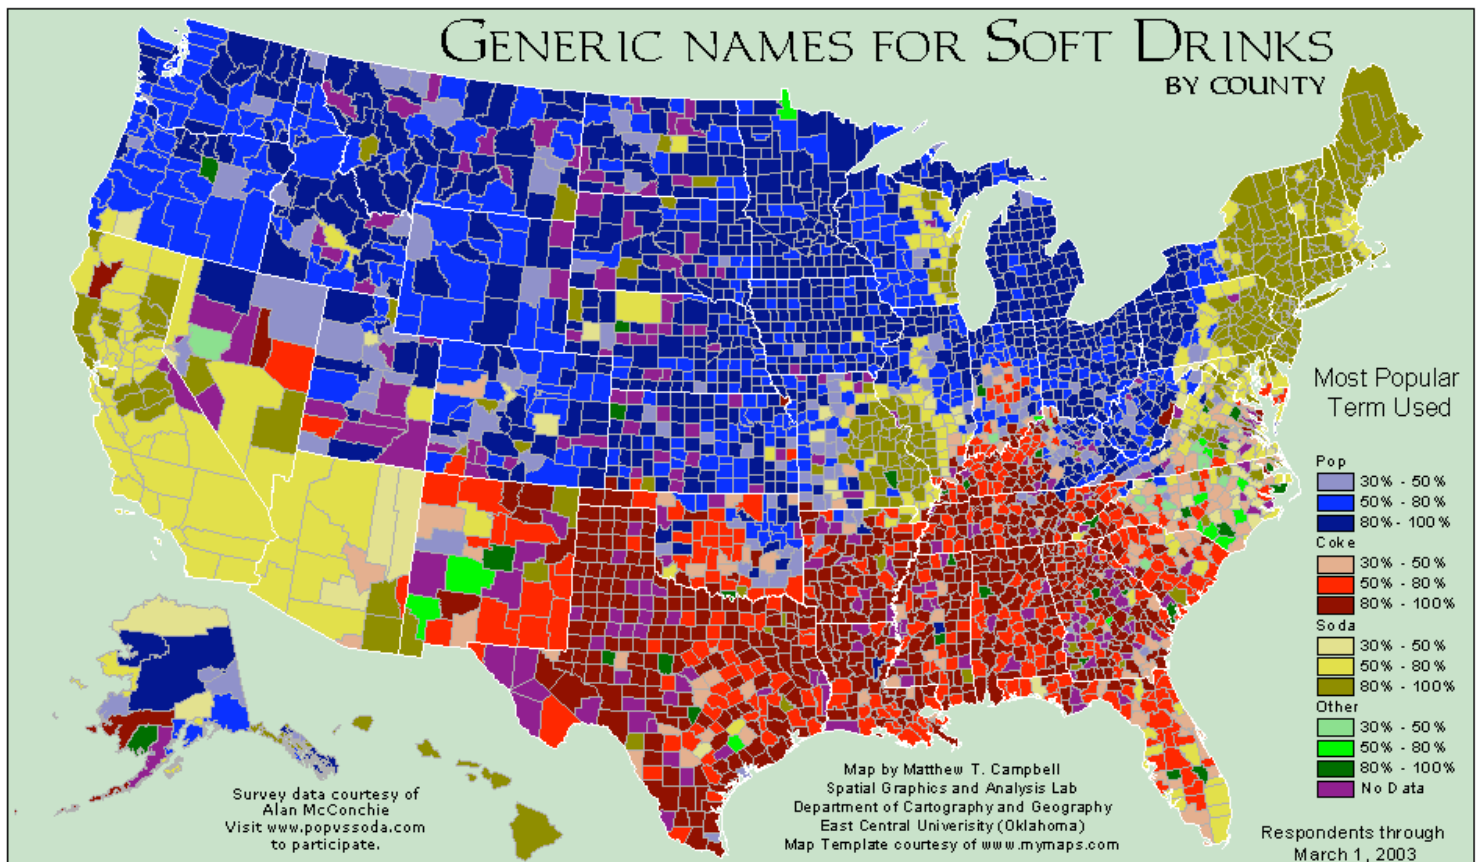 GENERIC NAMES FOR SOFT DRINKS
BY COUNTY
Most Popular
Term Used
Pop
30% - 50%
50% - 80%
80% - 100%
Coke
30% - 50%
50% - 80%
80% - 100%
Soda
30% - 50%
50% - 80%
80% - 100%
Other
30% - 50%
50% - 80%
80% - 100%
No Data
Survey data courtesy of
Alan McConchie
Visit www.popvssoda.com
to participate.
Map by Matthew T. Campbell
Spatial Graphics and Analysis Lab
Department of Cartography and Geography
East Central Univerisity (Oklahoma)
Map Template courtesy of www.mymaps.com
Respondents through
March 1, 2003